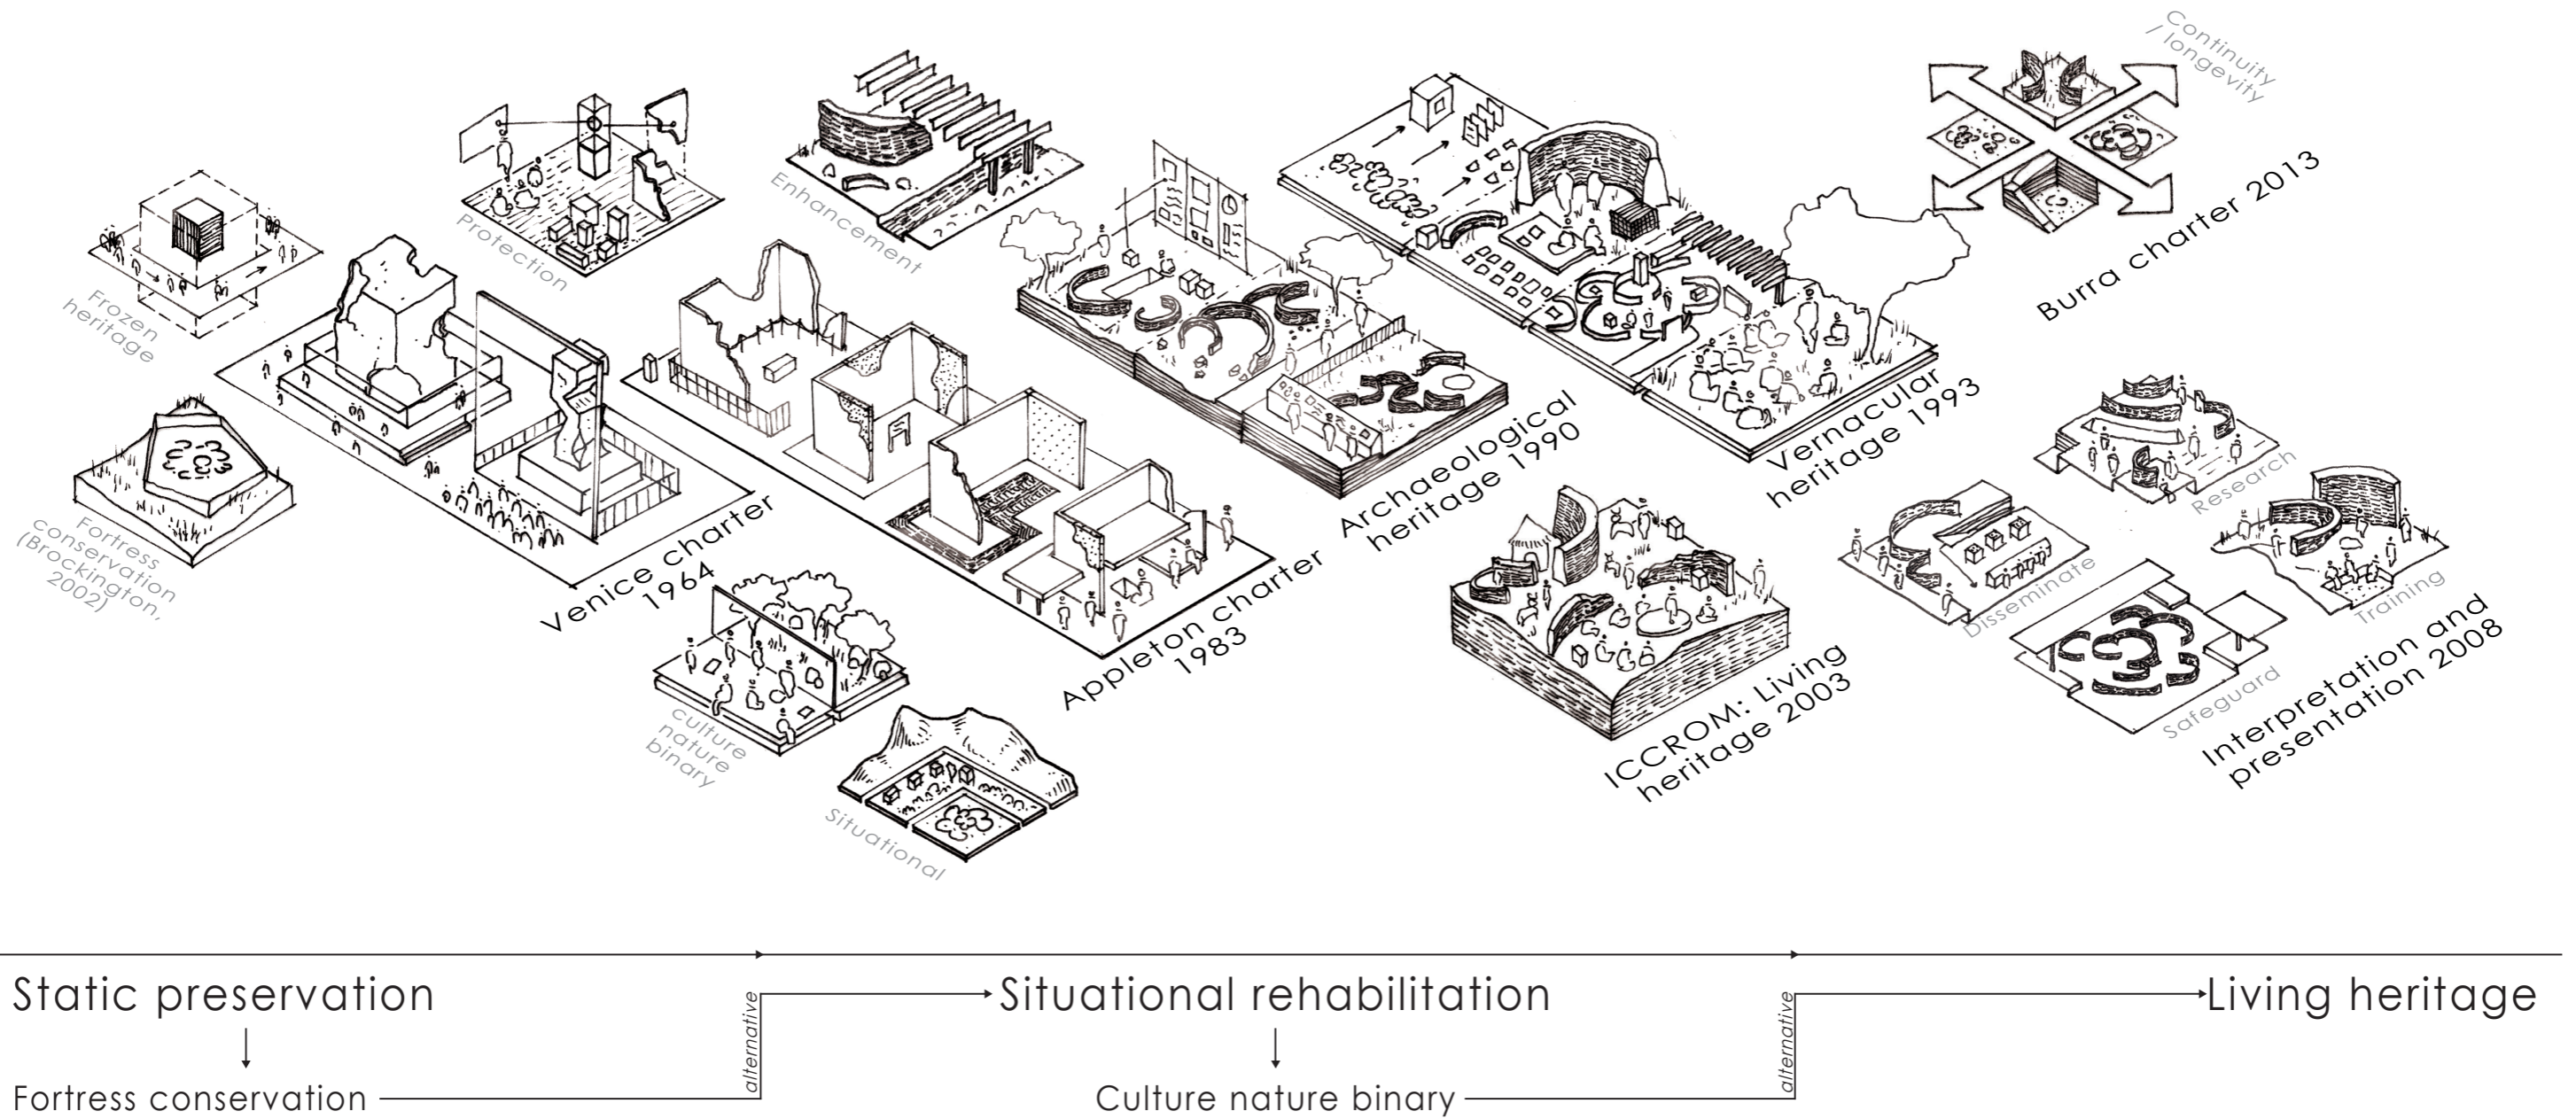 Continuity
/ longevity
Burra charter 2013
Enhancement
Protection
Frozen
heritage
Fortress
conservation
(Brockington,
2002)
Venice charter
1964
Appleton charter
1983
Archaeological
heritage 1990
Vernacular
heritage 1993
culture
nature
binary
Situational
ICCROM: Living
heritage 2003
Research
Disseminate
Training
Safeguard
Interpretation and
presentation 2008
Static preservation
alternative
Situational rehabilitation
alternative
Living heritage
Fortress conservation
Culture nature binary